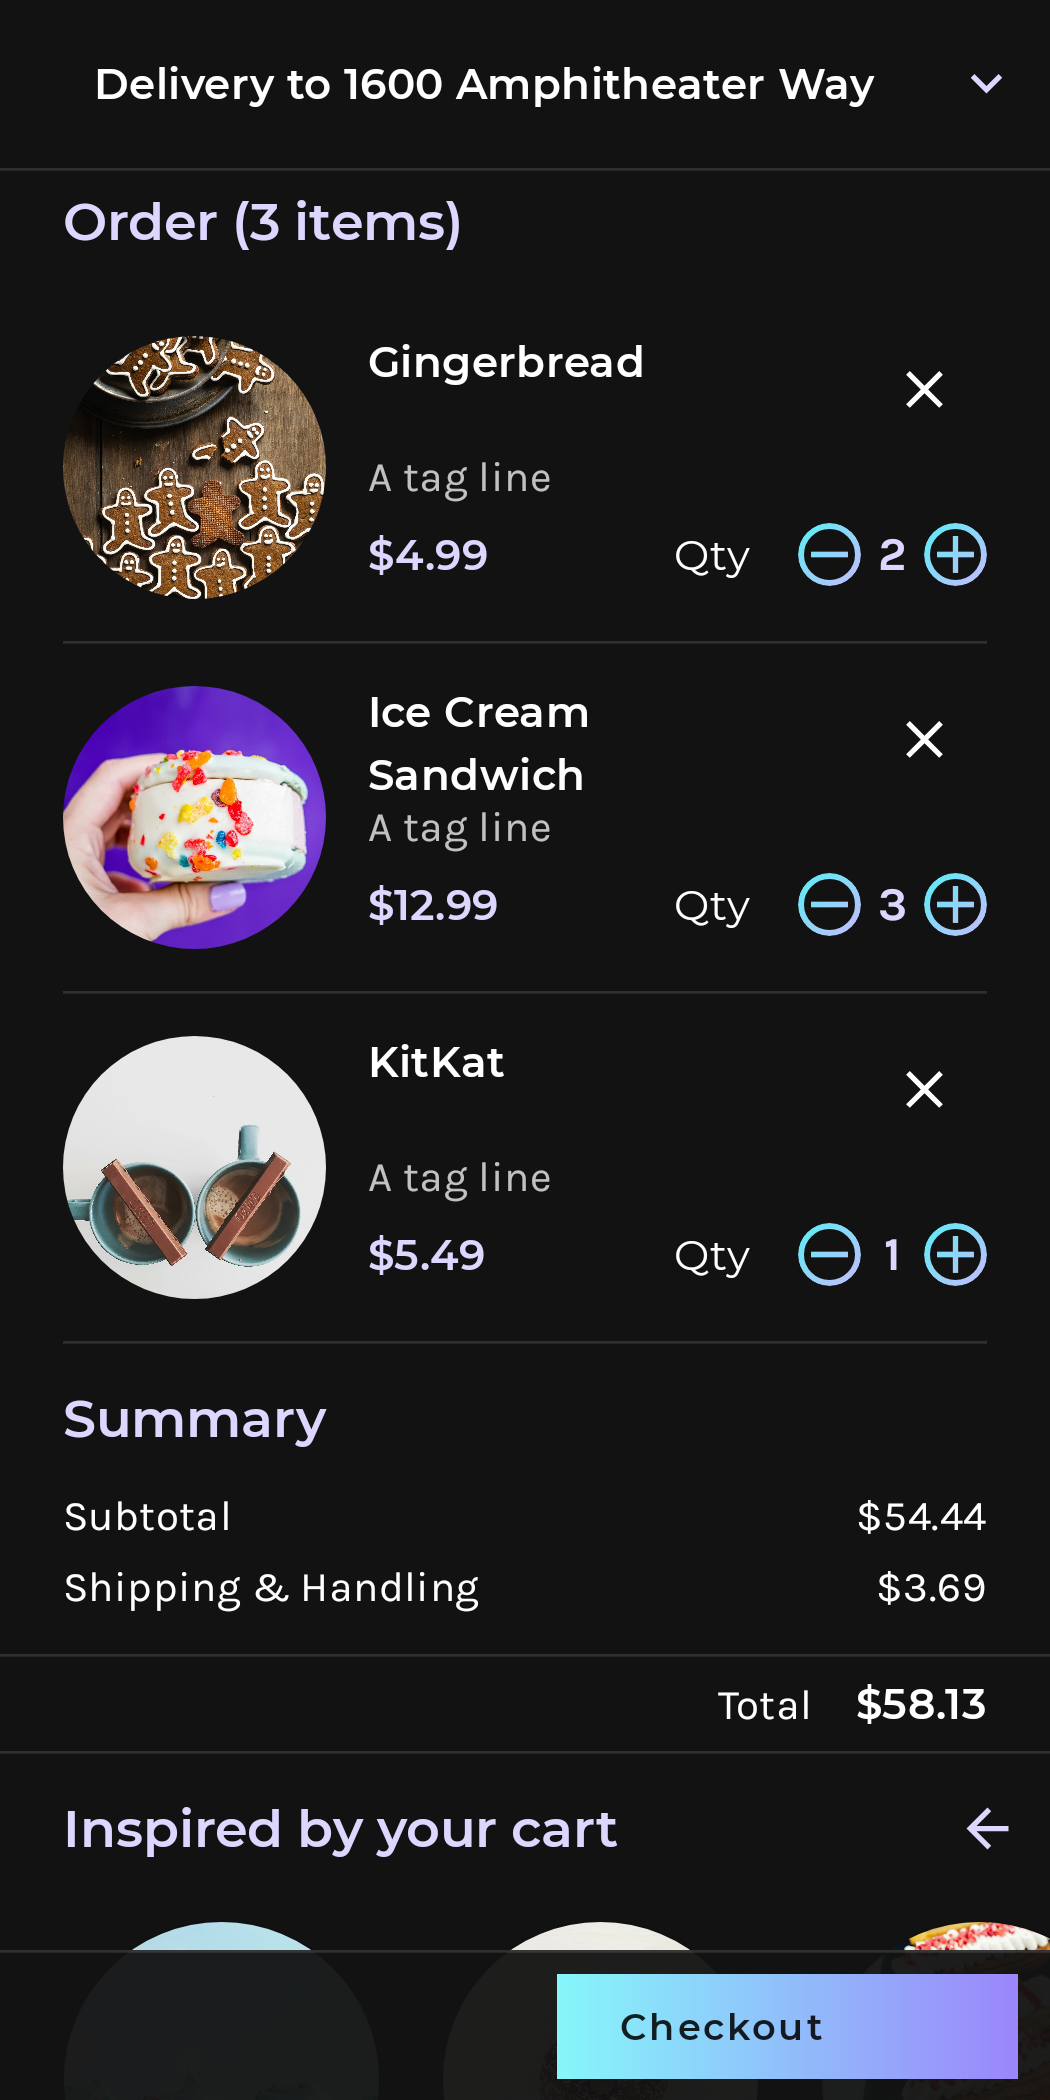 Delivery to 1600 Amphitheater Way
Order (3 items)
Gingerbread
A tag line
$4.99 Qty 2
Ice Cream
Sandwich
A tag line
$12.99 Qty 3
KitKat
A tag line
$5.49 Qty 1
Summary
Subtotal $54.44
Shipping & Handling $3.69
Total $58.13
Inspired by your cart
Checkout